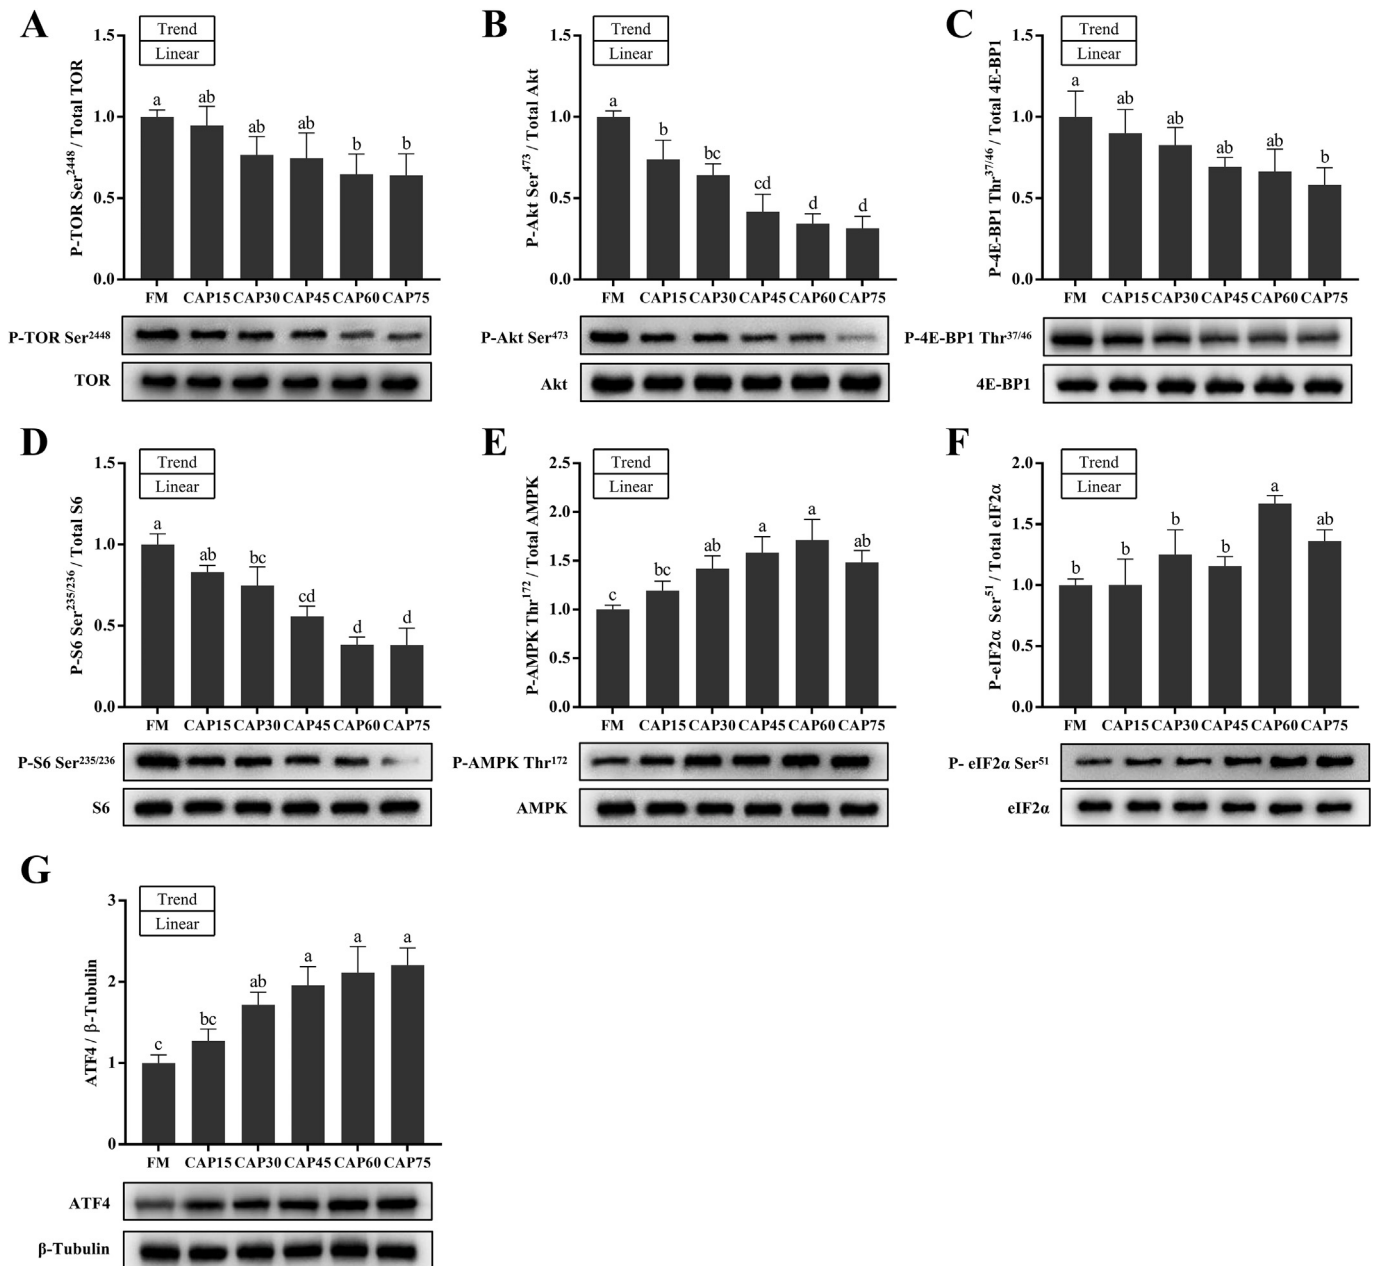 A
Trend
Linear
P-TOR Ser2448 / Total TOR
1.5
1.0
0.5
0.0
a
ab
ab
ab
b
b
FM CAP15 CAP30 CAP45 CAP60 CAP75
P-TOR Ser2448
TOR
B
Trend
Linear
P-Akt Ser473 / Total Akt
1.5
1.0
0.5
0.0
a
b
bc
cd
d
d
FM CAP15 CAP30 CAP45 CAP60 CAP75
P-Akt Ser473
Akt
C
Trend
Linear
P-4E-BP1 Thr37/46 / Total 4E-BP1
1.5
1.0
0.5
0.0
a
ab
ab
ab
ab
b
FM CAP15 CAP30 CAP45 CAP60 CAP75
P-4E-BP1 Thr37/46
4E-BP1
D
Trend
Linear
P-S6 Ser235/236 / Total S6
1.5
1.0
0.5
0.0
a
ab
bc
cd
d
d
FM CAP15 CAP30 CAP45 CAP60 CAP75
P-S6 Ser235/236
S6
E
Trend
Linear
P-AMPK Thr172 / Total AMPK
2.5
2.0
1.5
1.0
0.5
0.0
c
bc
ab
a
a
ab
FM CAP15 CAP30 CAP45 CAP60 CAP75
P-AMPK Thr172
AMPK
F
Trend
Linear
P-eIF2α Ser51 / Total eIF2α
2.0
1.5
1.0
0.5
0.0
b
b
b
b
a
ab
FM CAP15 CAP30 CAP45 CAP60 CAP75
P- eIF2α Ser51
eIF2α
G
Trend
Linear
ATF4 / β-Tubulin
3
2
1
0
c
bc
ab
a
a
a
FM CAP15 CAP30 CAP45 CAP60 CAP75
ATF4
β-Tubulin